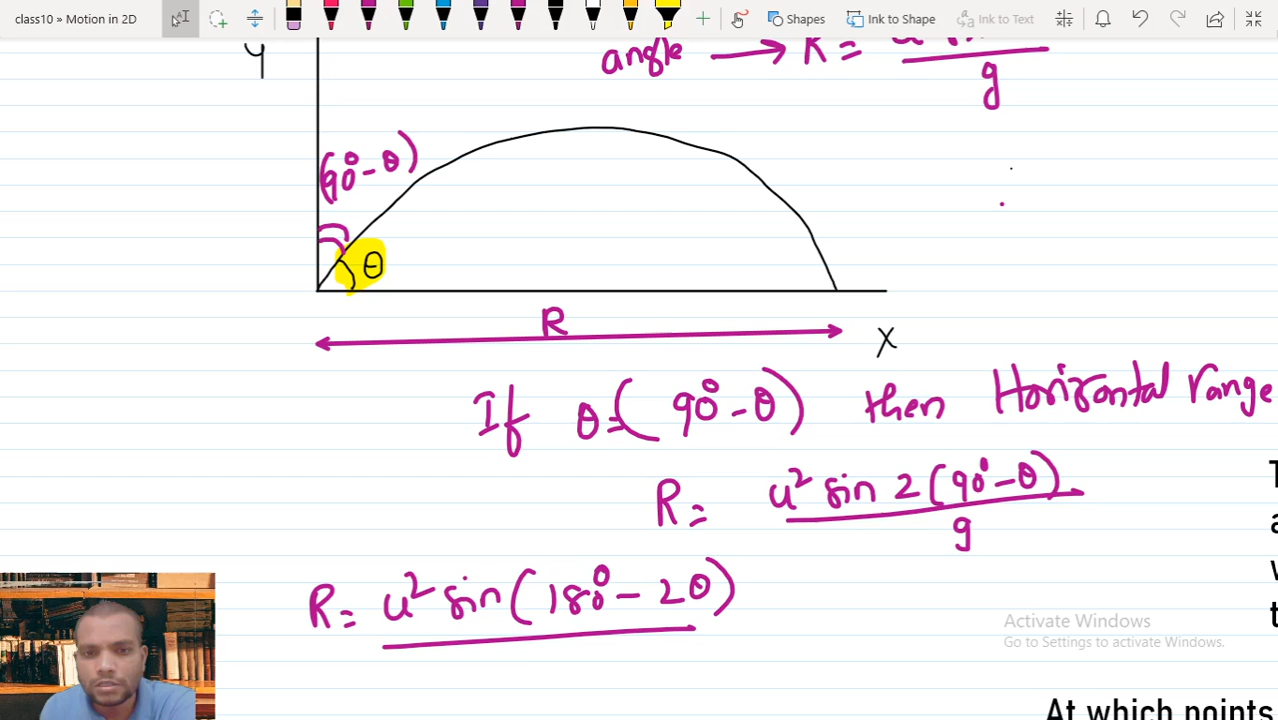 class10 » Motion in 2D
Shapes
Ink to Shape
Ink to Text
y
angle → R =
g
(90° - θ)
θ
R
X
If θ = (90° - θ) then Horizontal range
R = u² sin 2 (90° - θ)
g
R = u² sin (180° - 2θ)
Activate Windows
Go to Settings to activate Windows.
At which points